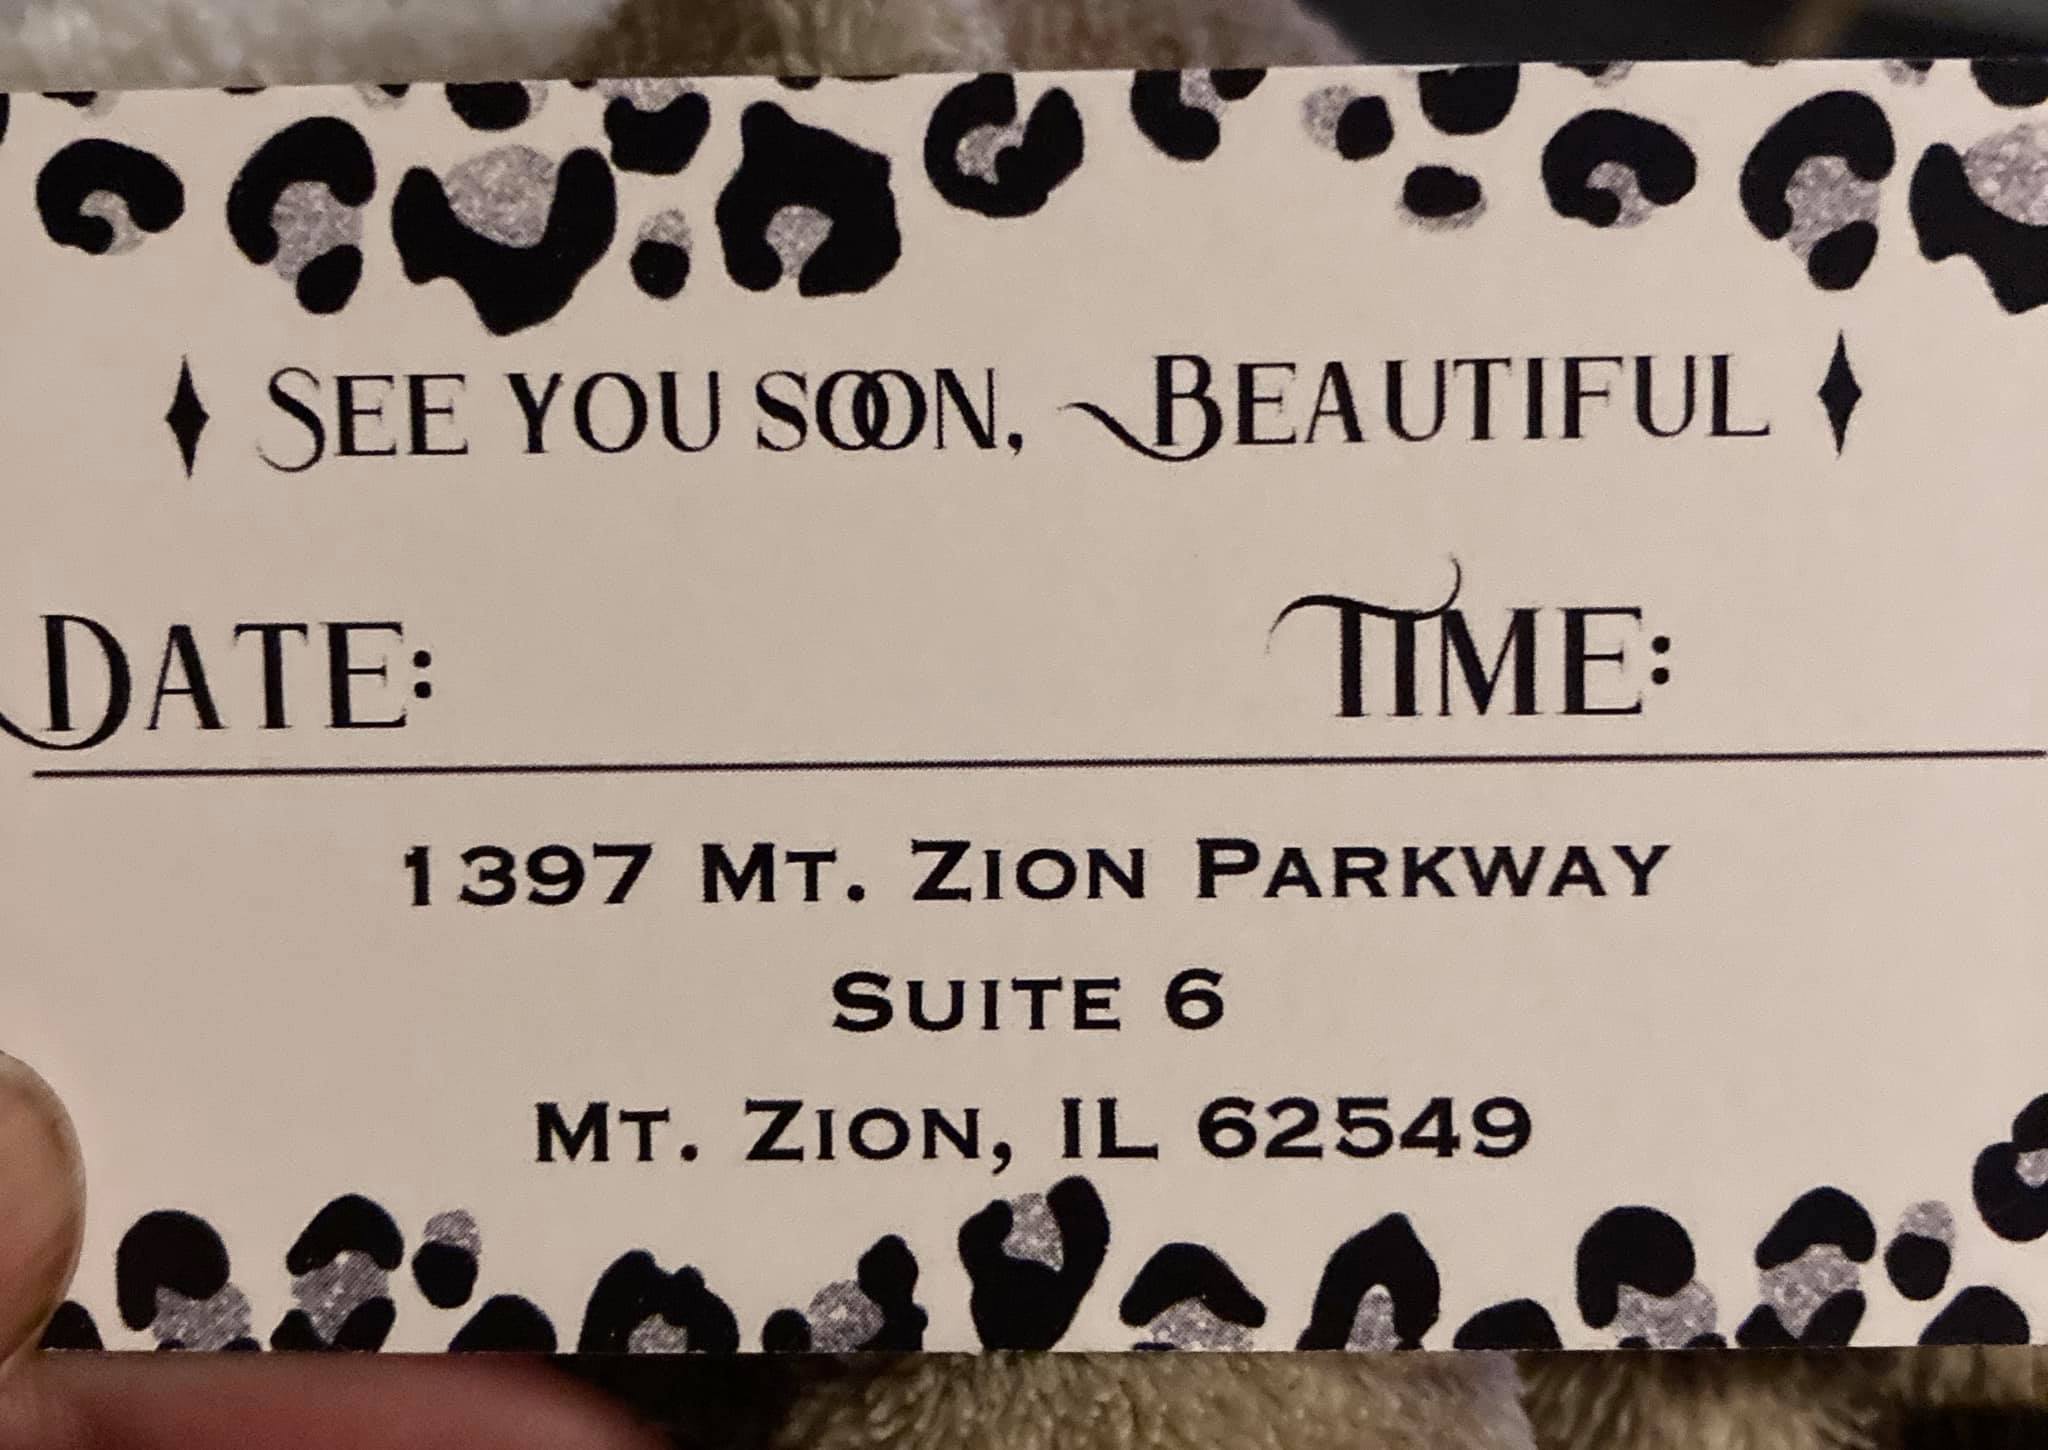 See you soon, Beautiful
Date: Time:
1397 Mt. Zion Parkway
Suite 6
Mt. Zion, IL 62549